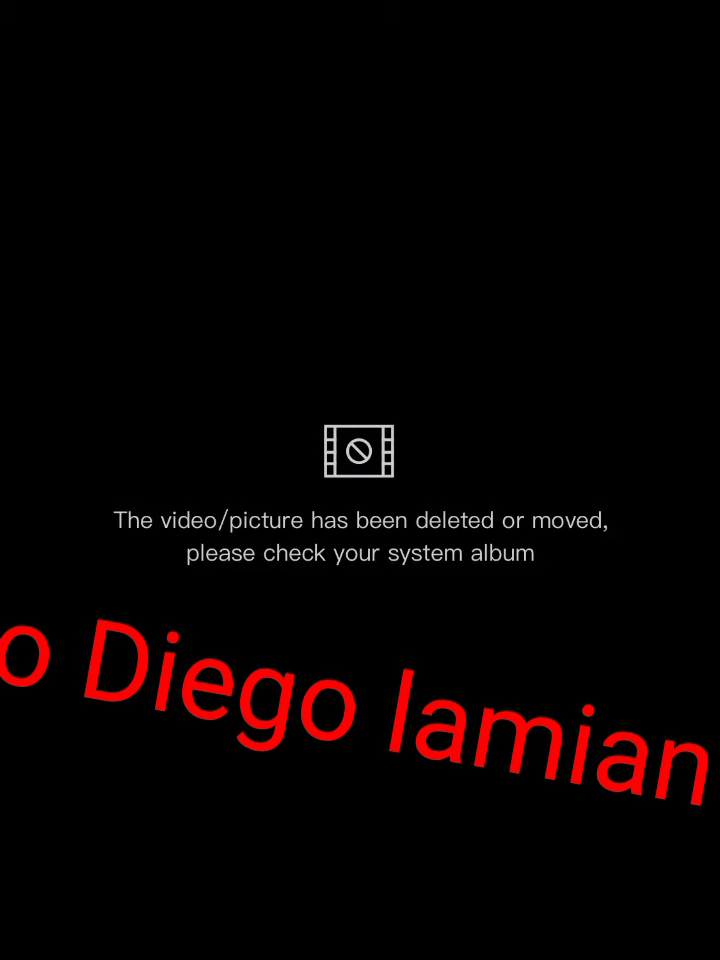 The video/picture has been deleted or moved,
please check your system album
o Diego lamian